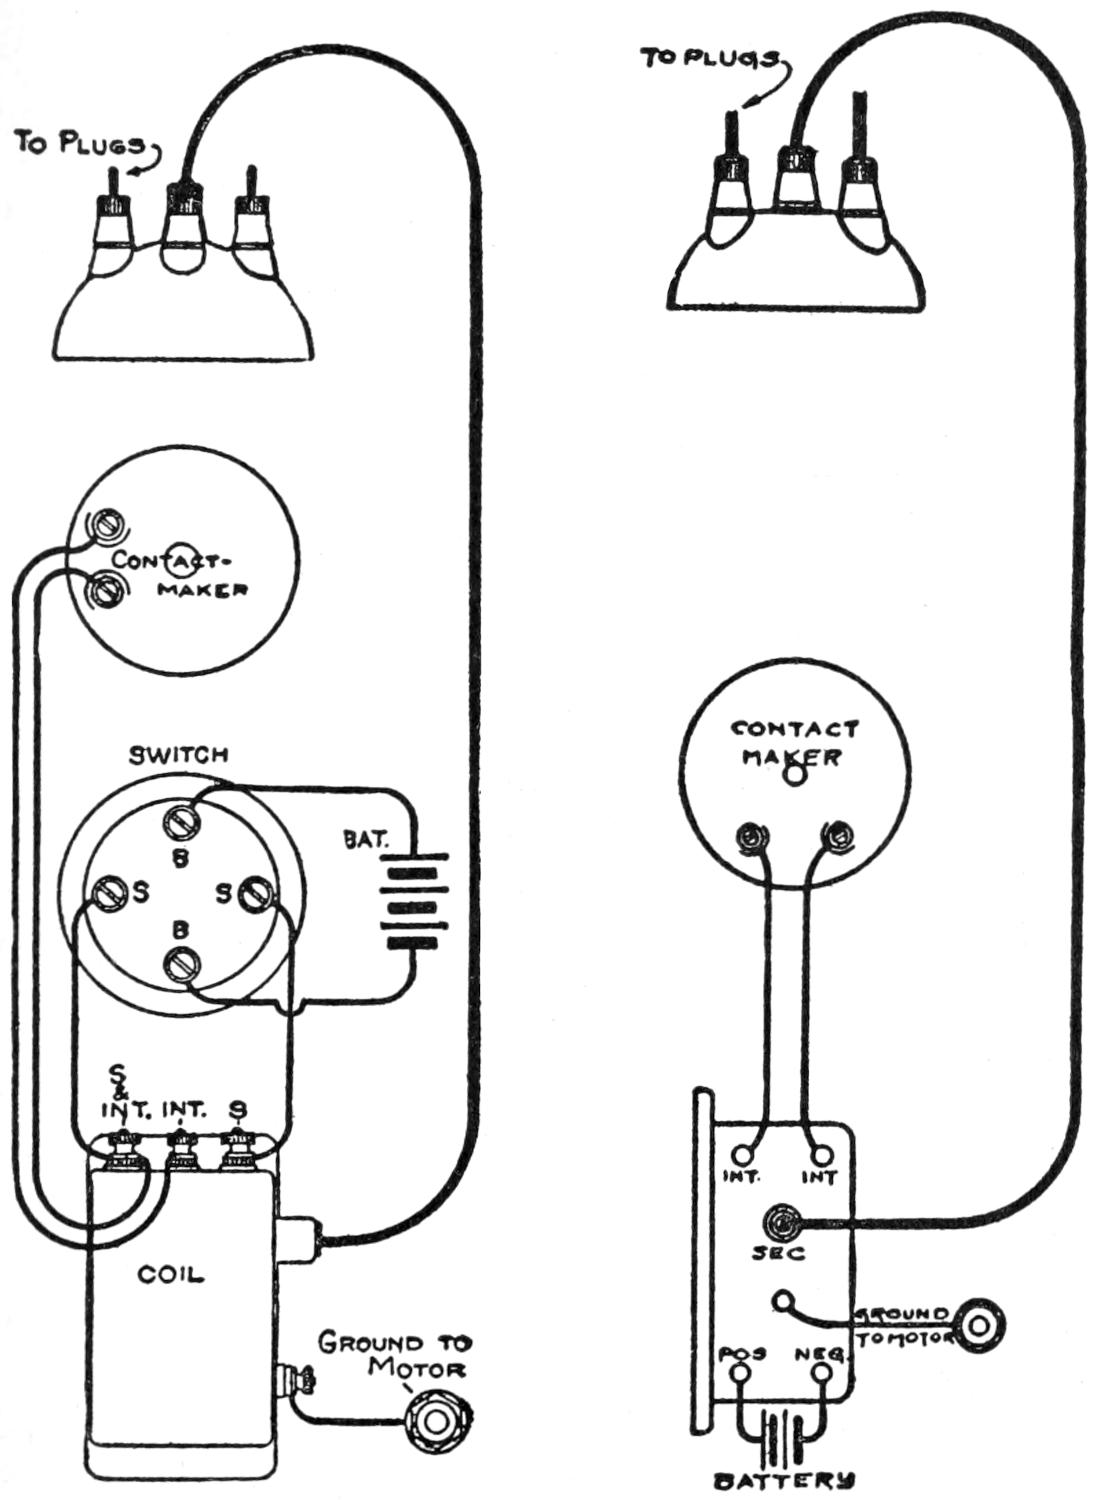 TO PLUGS
CONTACT-
MAKER
SWITCH
B
S S
B
BAT.
S
&
INT. INT. S
COIL
GROUND TO
MOTOR
TO PLUGS
CONTACT
MAKER
INT. INT
SEC
GROUND
TO MOTOR
POS NEG.
BATTERY